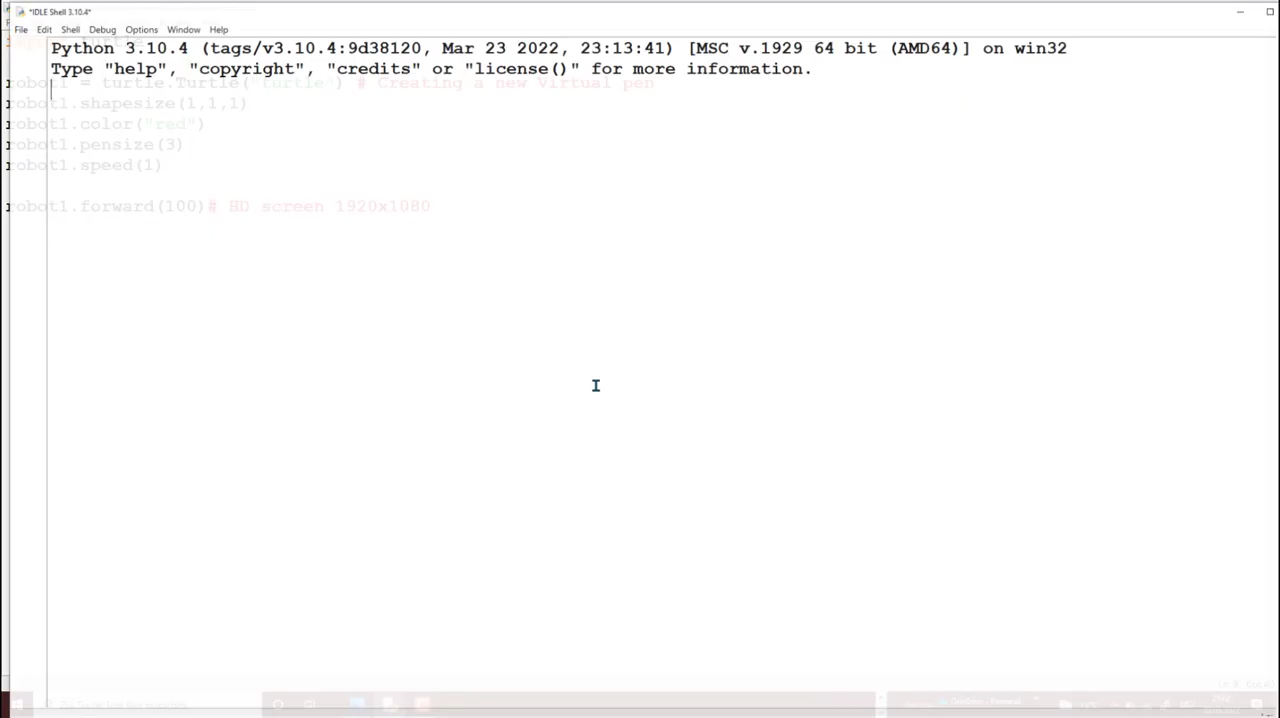 *IDLE Shell 3.10.4*
File Edit Shell Debug Options Window Help
Python 3.10.4 (tags/v3.10.4:9d38120, Mar 23 2022, 23:13:41) [MSC v.1929 64 bit (AMD64)] on win32
Type "help", "copyright", "credits" or "license()" for more information.
robot1 = turtle.Turtle("turtle") # Creating a new Virtual pen
robot1.shapesize(1,1,1)
robot1.color("red")
robot1.pensize(3)
robot1.speed(1)
robot1.forward(100)# HD screen 1920x1080